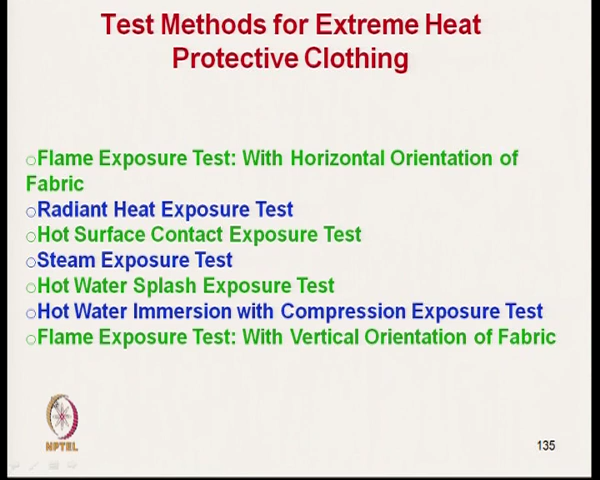 Test Methods for Extreme Heat
Protective Clothing
○Flame Exposure Test: With Horizontal Orientation of
Fabric
○Radiant Heat Exposure Test
○Hot Surface Contact Exposure Test
○Steam Exposure Test
○Hot Water Splash Exposure Test
○Hot Water Immersion with Compression Exposure Test
○Flame Exposure Test: With Vertical Orientation of Fabric
NPTEL
135